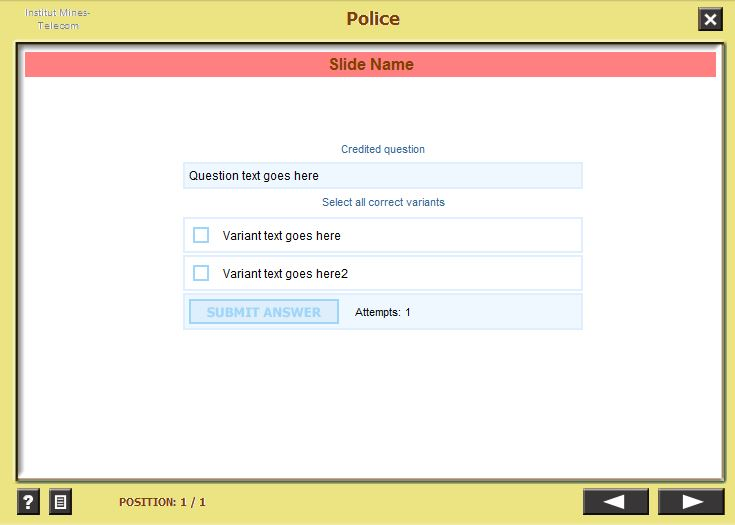 Institut Mines-
Telecom
Police
Slide Name
Credited question
Question text goes here
Select all correct variants
Variant text goes here
Variant text goes here2
SUBMIT ANSWER Attempts: 1
? POSITION: 1 / 1